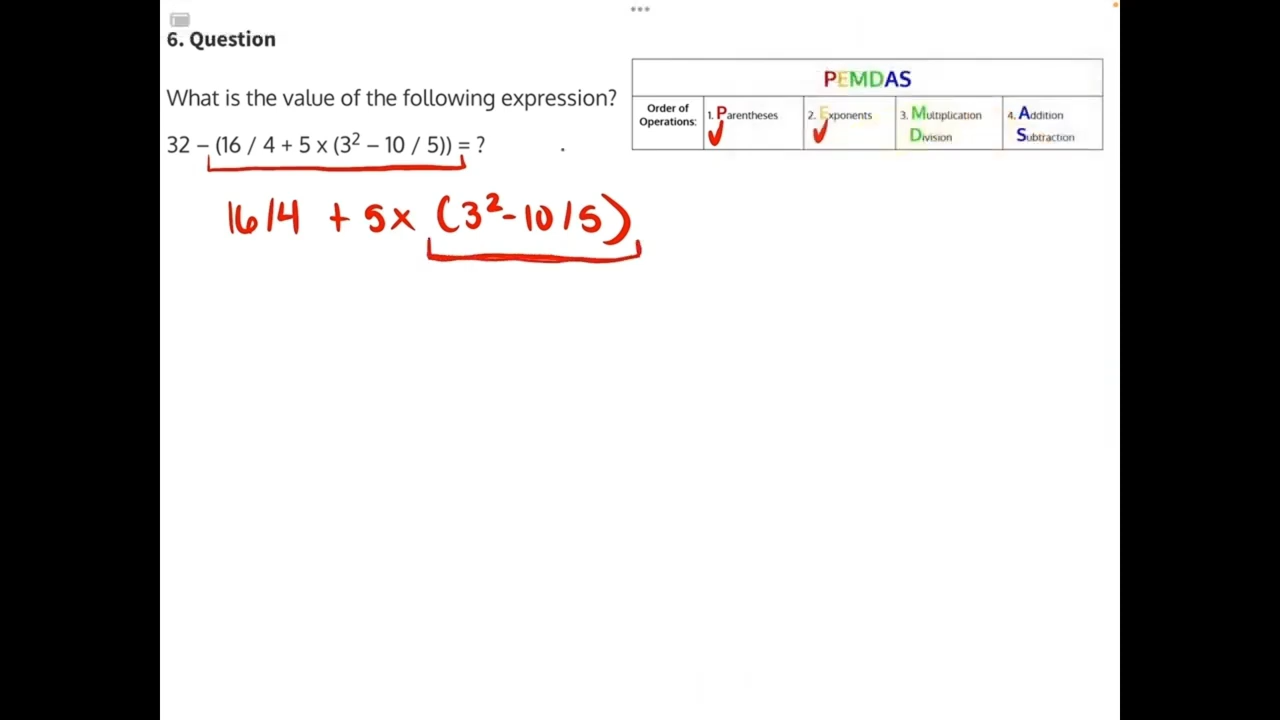 6. Question
What is the value of the following expression?
32 – (16 / 4 + 5 x (3² – 10 / 5)) = ?
PEMDAS
Order of Operations:
1. Parentheses
2. Exponents
3. Multiplication
Division
4. Addition
Subtraction
16/4 + 5x (3²-10/5)